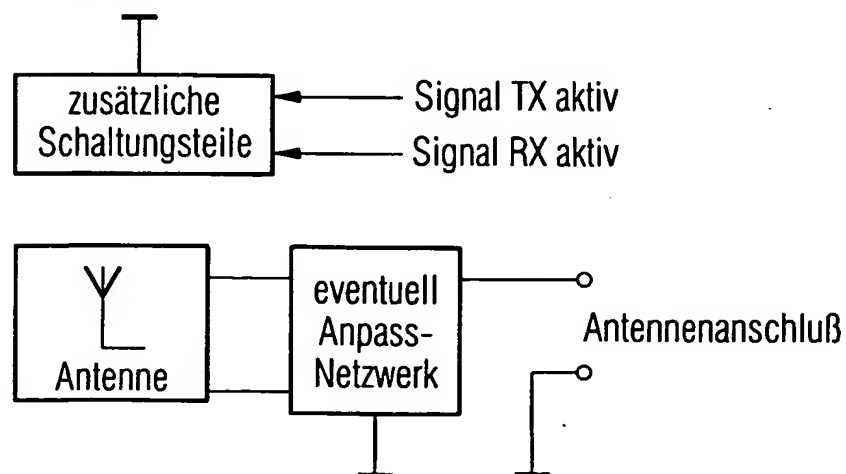 zusätzliche
Schaltungsteile
Signal TX aktiv
Signal RX aktiv
Antenne
eventuell
Anpass-
Netzwerk
Antennenanschluß